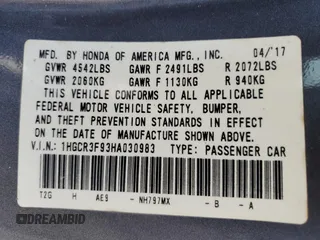 MFD. BY HONDA OF AMERICA MFG., INC. 04/17
GVWR 4542LBS GAWR F 2491LBS R 2072LBS
GVWR 2060KG GAWR F 1130KG R 940KG
THIS VEHICLE CONFORMS TO ALL APPLICABLE
FEDERAL MOTOR VEHICLE SAFETY, BUMPER,
AND THEFT PREVENTION STANDARDS IN EFFECT
ON THE DATE OF MANUFACTURE SHOWN ABOVE.
V.I.N.: 1HGCR3F93HA030983 TYPE: PASSENGER CAR
T2G H AE9 - NH797MX - B - A
DREAMBID